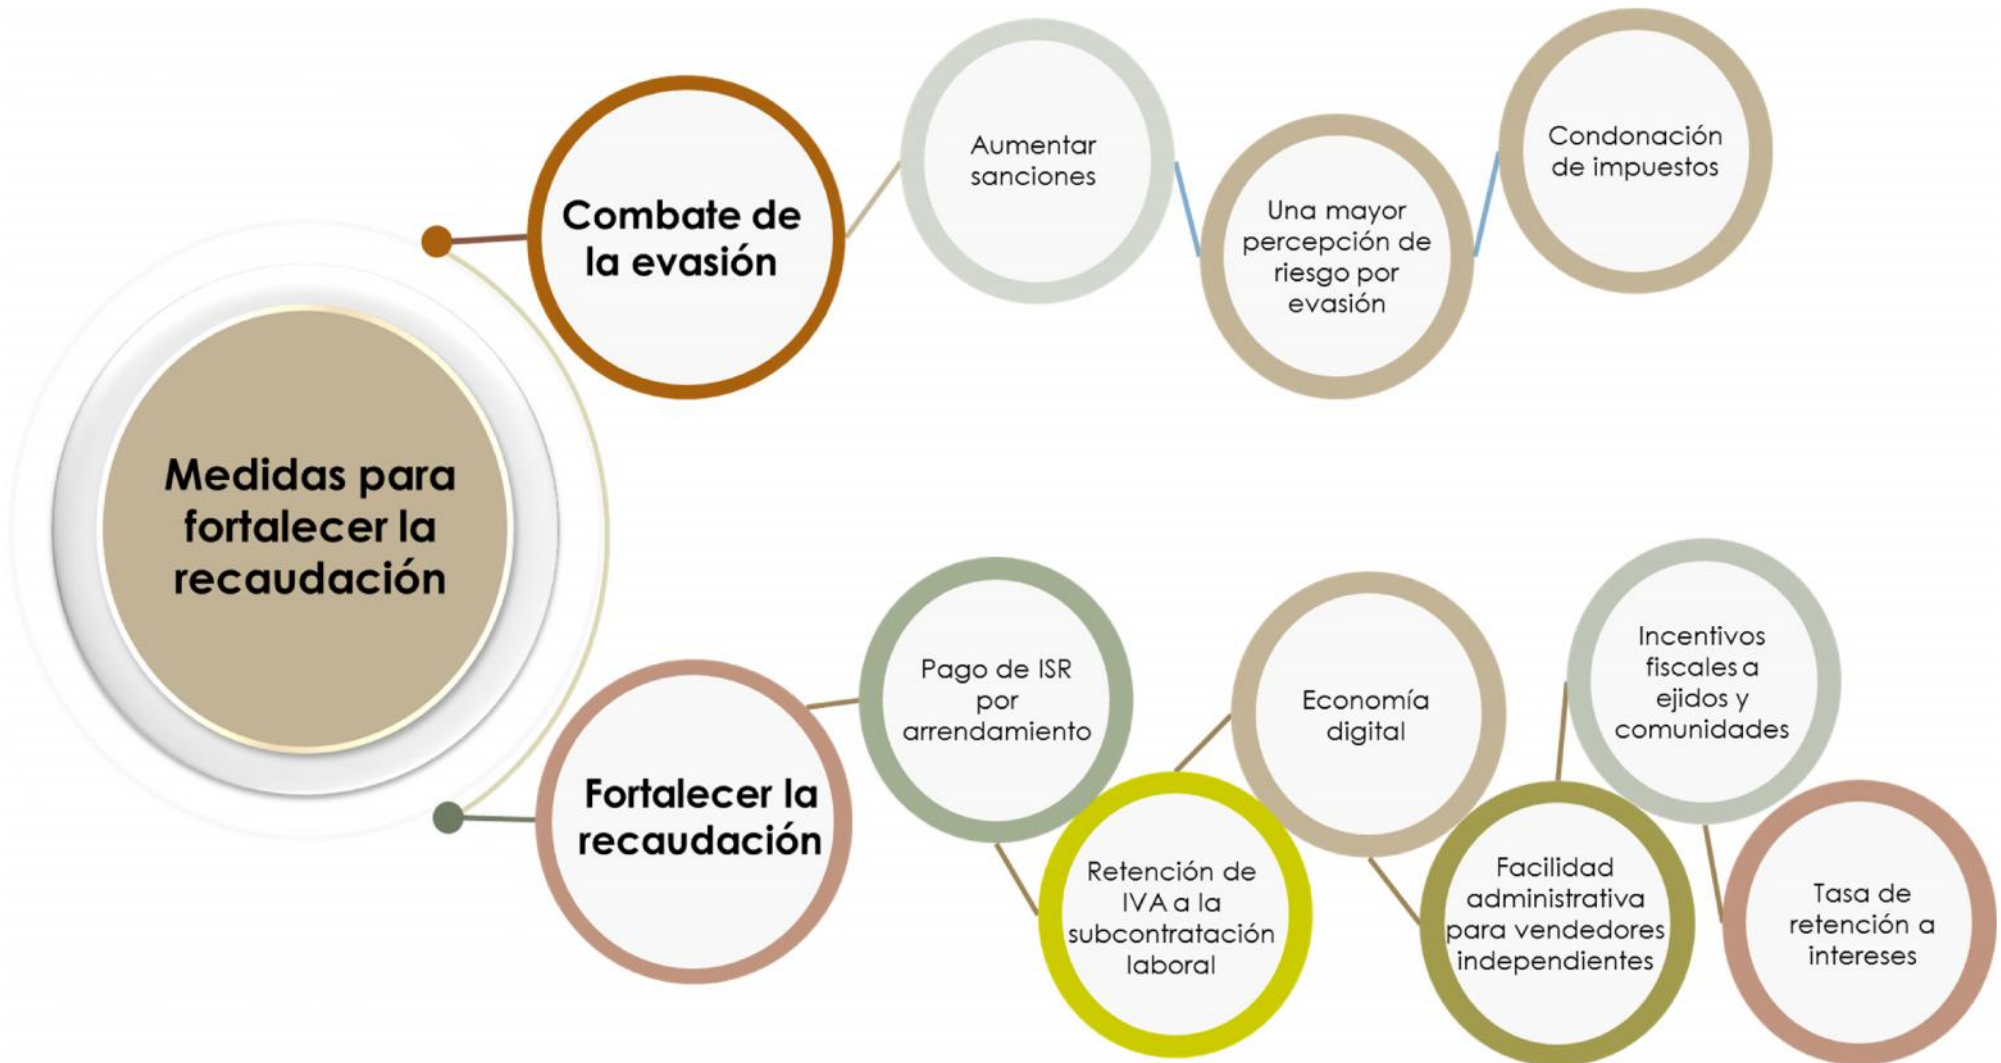 Medidas para
fortalecer la
recaudación
Combate de
la evasión
Aumentar
sanciones
Una mayor
percepción de
riesgo por
evasión
Condonación
de impuestos
Fortalecer la
recaudación
Pago de ISR
por
arrendamiento
Retención de
IVA a la
subcontratación
laboral
Economía
digital
Facilidad
administrativa
para vendedores
independientes
Incentivos
fiscales a
ejidos y
comunidades
Tasa de
retención a
intereses